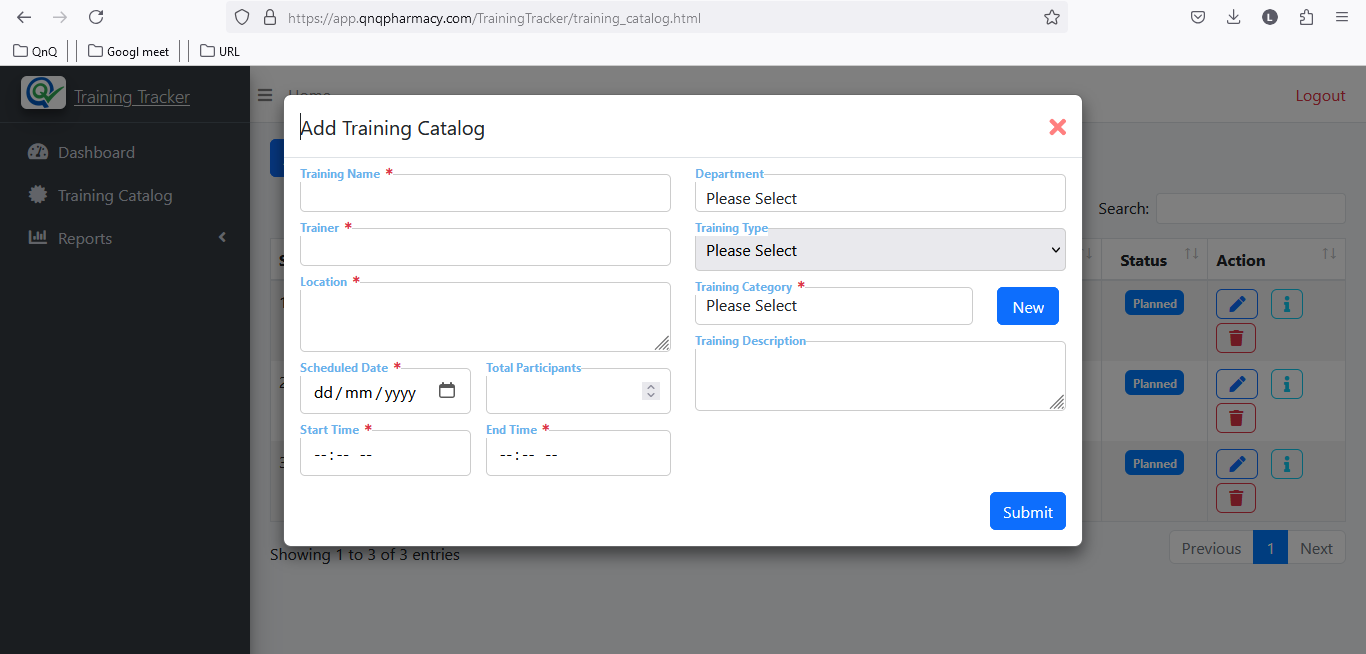 https://app.qnqpharmacy.com/TrainingTracker/training_catalog.html
L
QnQ
Googl meet
URL
Training Tracker
Home
Logout
Dashboard
Training Catalog
Reports
Add Training Catalog
Training Name *
Department
Please Select
Trainer *
Training Type
Please Select
Location *
Training Category *
Please Select
New
Training Description
Scheduled Date *
Total Participants
dd/mm/yyyy
Start Time *
End Time *
--:-- --
--:-- --
Submit
Search:
Status
Action
Planned
Planned
Planned
Showing 1 to 3 of 3 entries
Previous
1
Next